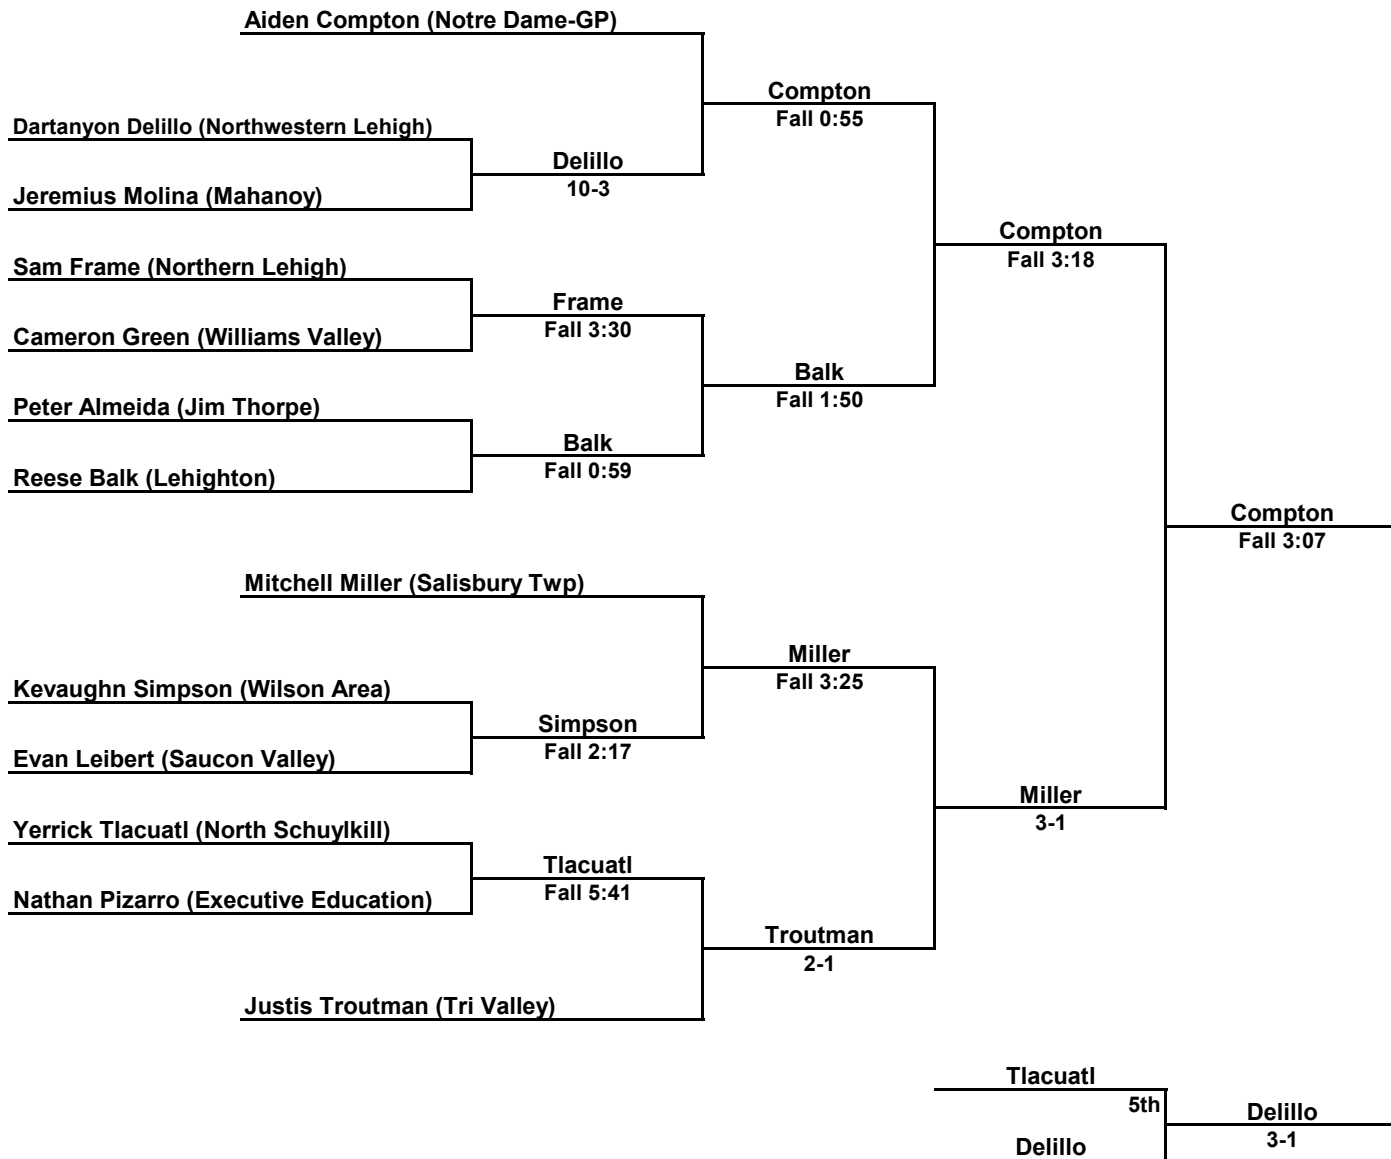 Aiden Compton (Notre Dame-GP)
Compton
Fall 0:55
Dartanyon Delillo (Northwestern Lehigh)
Delillo
10-3
Jeremius Molina (Mahanoy)
Compton
Fall 3:18
Sam Frame (Northern Lehigh)
Frame
Fall 3:30
Cameron Green (Williams Valley)
Balk
Fall 1:50
Peter Almeida (Jim Thorpe)
Balk
Fall 0:59
Reese Balk (Lehighton)
Compton
Fall 3:07
Mitchell Miller (Salisbury Twp)
Miller
Fall 3:25
Kevaughn Simpson (Wilson Area)
Simpson
Fall 2:17
Evan Leibert (Saucon Valley)
Miller
3-1
Yerrick Tlacuatl (North Schuylkill)
Tlacuatl
Fall 5:41
Nathan Pizarro (Executive Education)
Troutman
2-1
Justis Troutman (Tri Valley)
Tlacuatl
5th
Delillo
3-1
Delillo